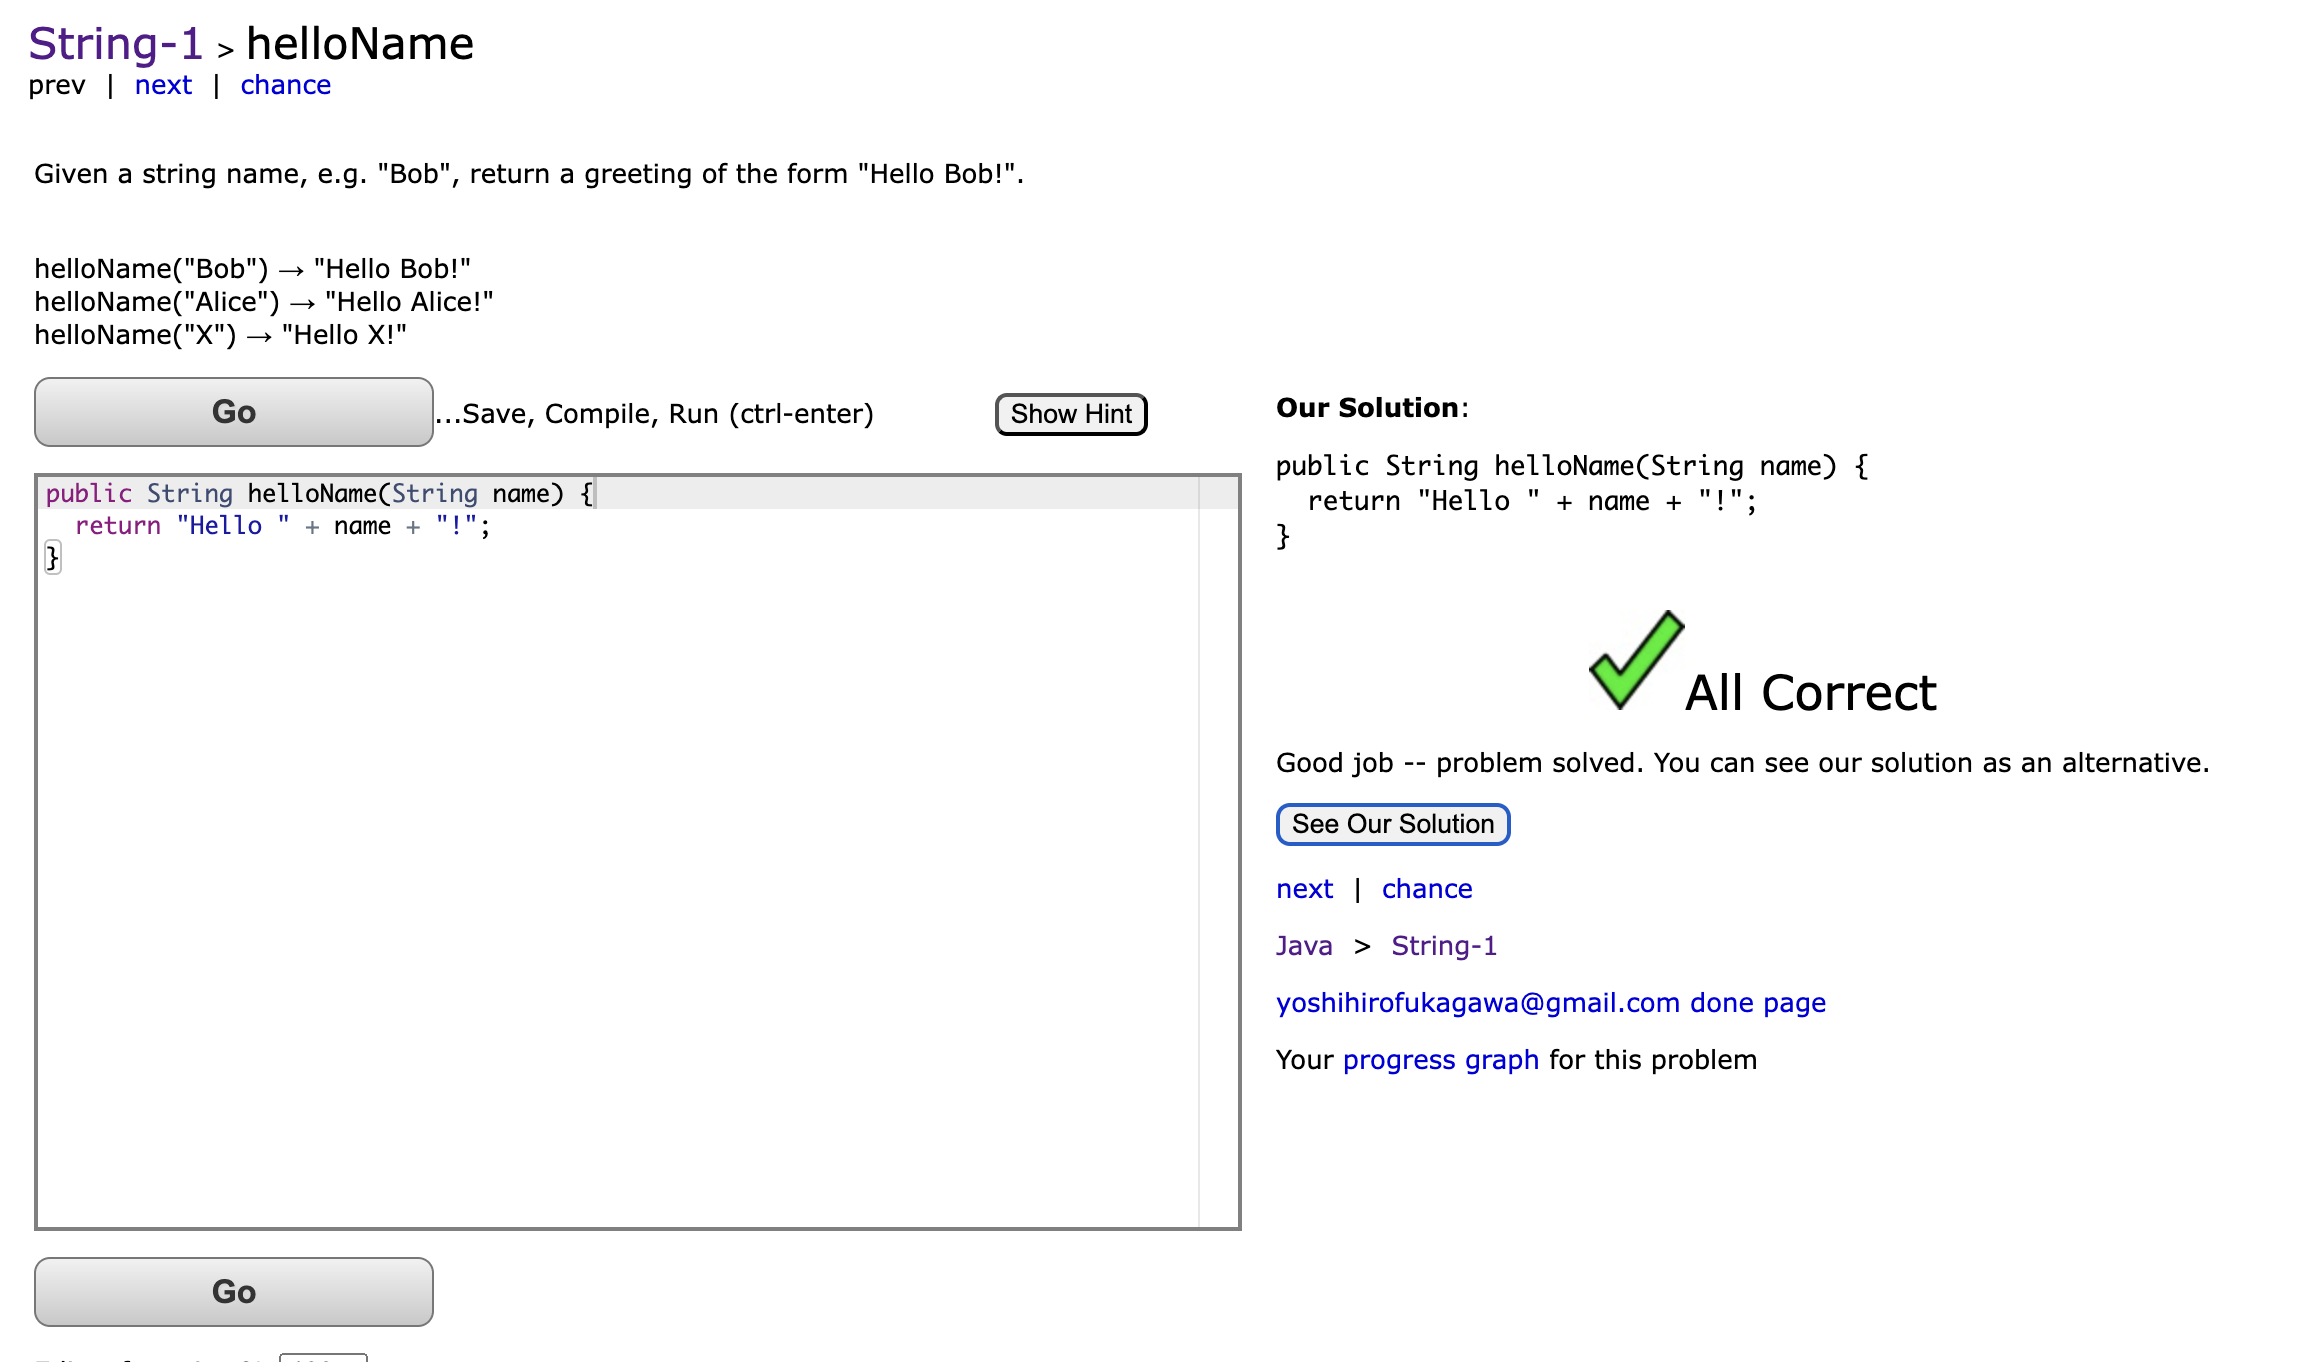 String-1 > helloName
prev | next | chance
Given a string name, e.g. "Bob", return a greeting of the form "Hello Bob!".
helloName("Bob") → "Hello Bob!"
helloName("Alice") → "Hello Alice!"
helloName("X") → "Hello X!"
Go
...Save, Compile, Run (ctrl-enter)
Show Hint
public String helloName(String name) {
  return "Hello " + name + "!";
}
Go
Our Solution:
public String helloName(String name) {
  return "Hello " + name + "!";
}
All Correct
Good job -- problem solved. You can see our solution as an alternative.
See Our Solution
next | chance
Java > String-1
yoshihirofukagawa@gmail.com done page
Your progress graph for this problem